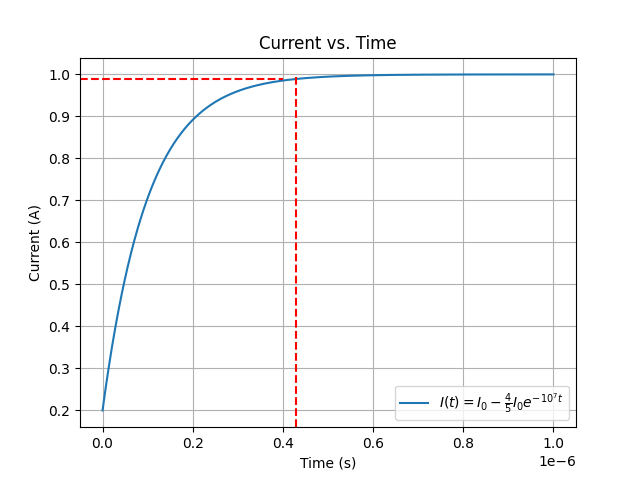 Current vs. Time
Current (A)
1.0
0.9
0.8
0.7
0.6
0.5
0.4
0.3
0.2
I(t) = I₀ − 4/5 I₀e^{−10⁷t}
0.0 0.2 0.4 0.6 0.8 1.0
Time (s)
1e−6